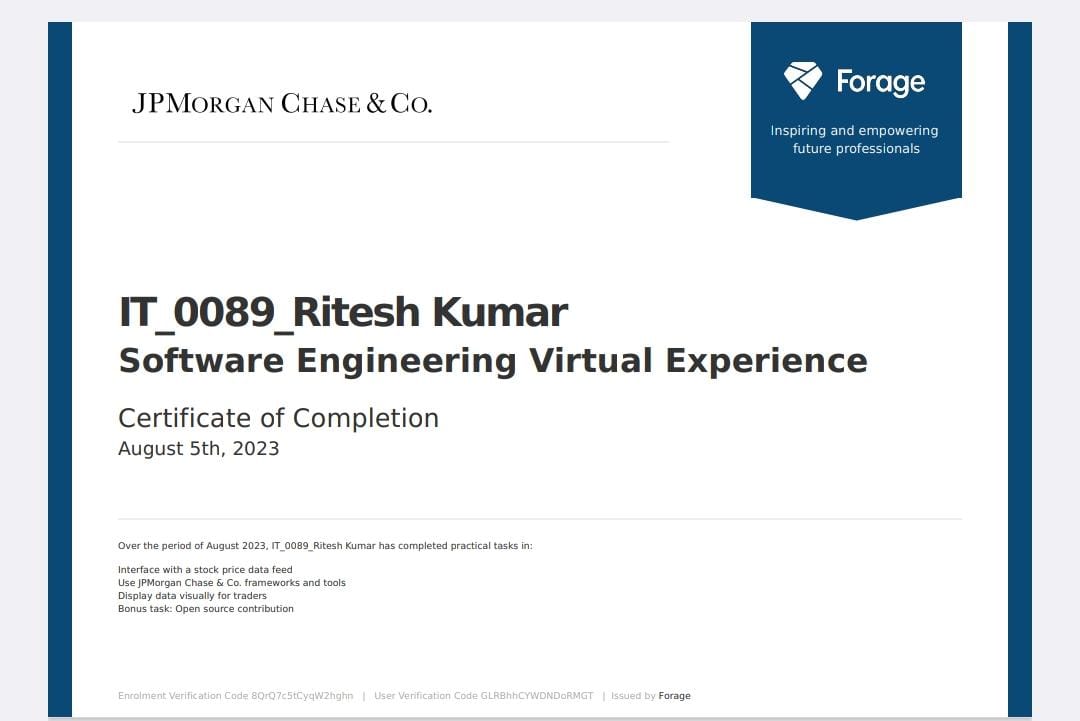 JPMORGAN CHASE & CO.
Forage
Inspiring and empowering
future professionals
IT_0089_Ritesh Kumar
Software Engineering Virtual Experience
Certificate of Completion
August 5th, 2023
Over the period of August 2023, IT_0089_Ritesh Kumar has completed practical tasks in:
Interface with a stock price data feed
Use JPMorgan Chase & Co. frameworks and tools
Display data visually for traders
Bonus task: Open source contribution
Enrolment Verification Code 8QrQ7c5tCyqW2hghn | User Verification Code GLRBhhCYWDNDoRMGT | Issued by Forage